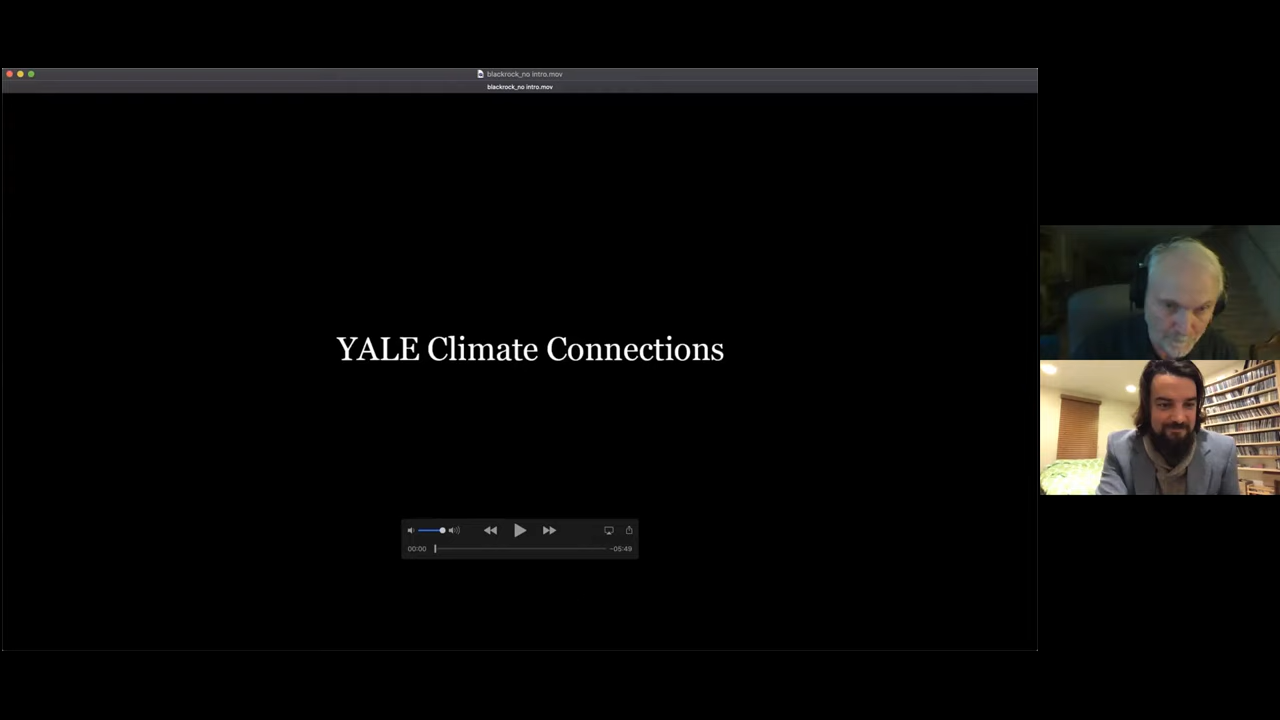 blackrock_no intro.mov
blackrock_no intro.mov
YALE Climate Connections
00:00
-05:49